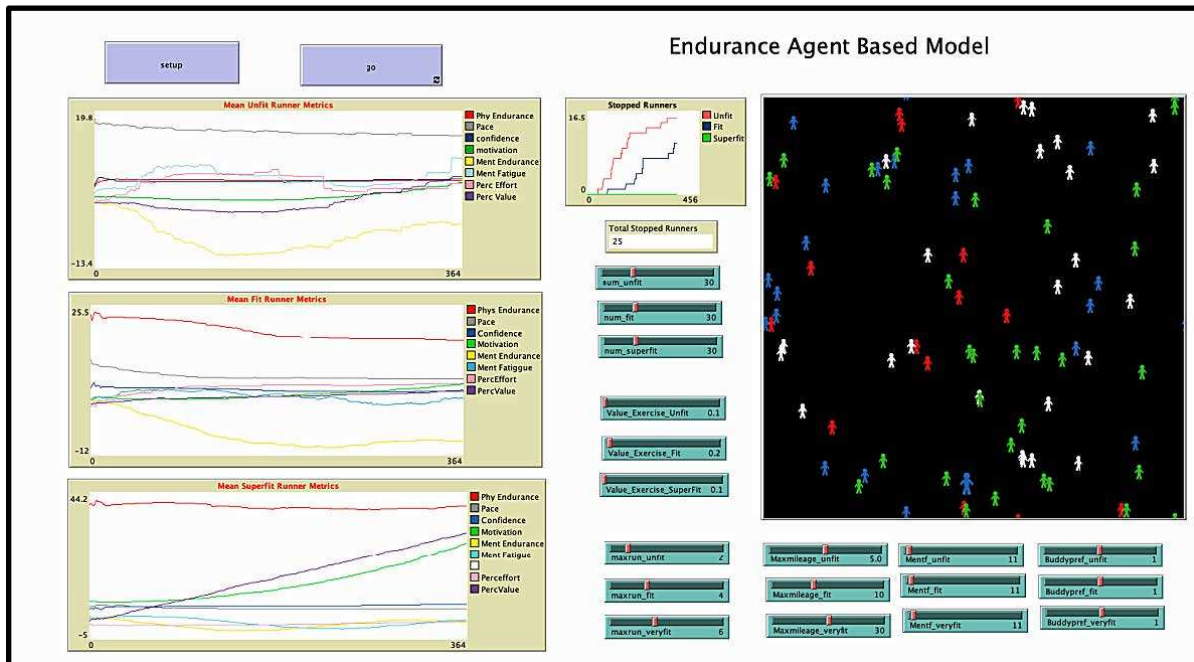 Endurance Agent Based Model
setup
go
Mean Unfit Runner Metrics
19.8
-13.4
0
364
Phy Endurance
Pace
confidence
motivation
Ment Endurance
Ment Fatigue
Perc Effort
Perc Value
Stopped Runners
16.5
0
0
456
Unfit
Fit
Superfit
Total Stopped Runners
25
num_unfit 30
num_fit 30
num_superfit 30
Mean Fit Runner Metrics
25.5
-12
0
364
Phys Endurance
Pace
Confidence
Motivation
Ment Endurance
Ment Fatiggue
PercEffort
PercValue
Value_Exercise_Unfit 0.1
Value_Exercise_Fit 0.2
Value_Exercise_SuperFit 0.1
Mean Superfit Runner Metrics
44.2
-5
0
364
Phy Endurance
Pace
Confidence
Motivation
Ment Endurance
Ment Fatigue
Perceffort
PercValue
maxrun_unfit 2
maxrun_fit 4
maxrun_veryfit 6
Maxmileage_unfit 5.0
Maxmileage_fit 10
Maxmileage_veryfit 30
Mentf_unfit 11
Mentf_fit 11
Mentf_veryfit 11
Buddypref_unfit 1
Buddypref_fit 1
Buddypref_veryfit 1